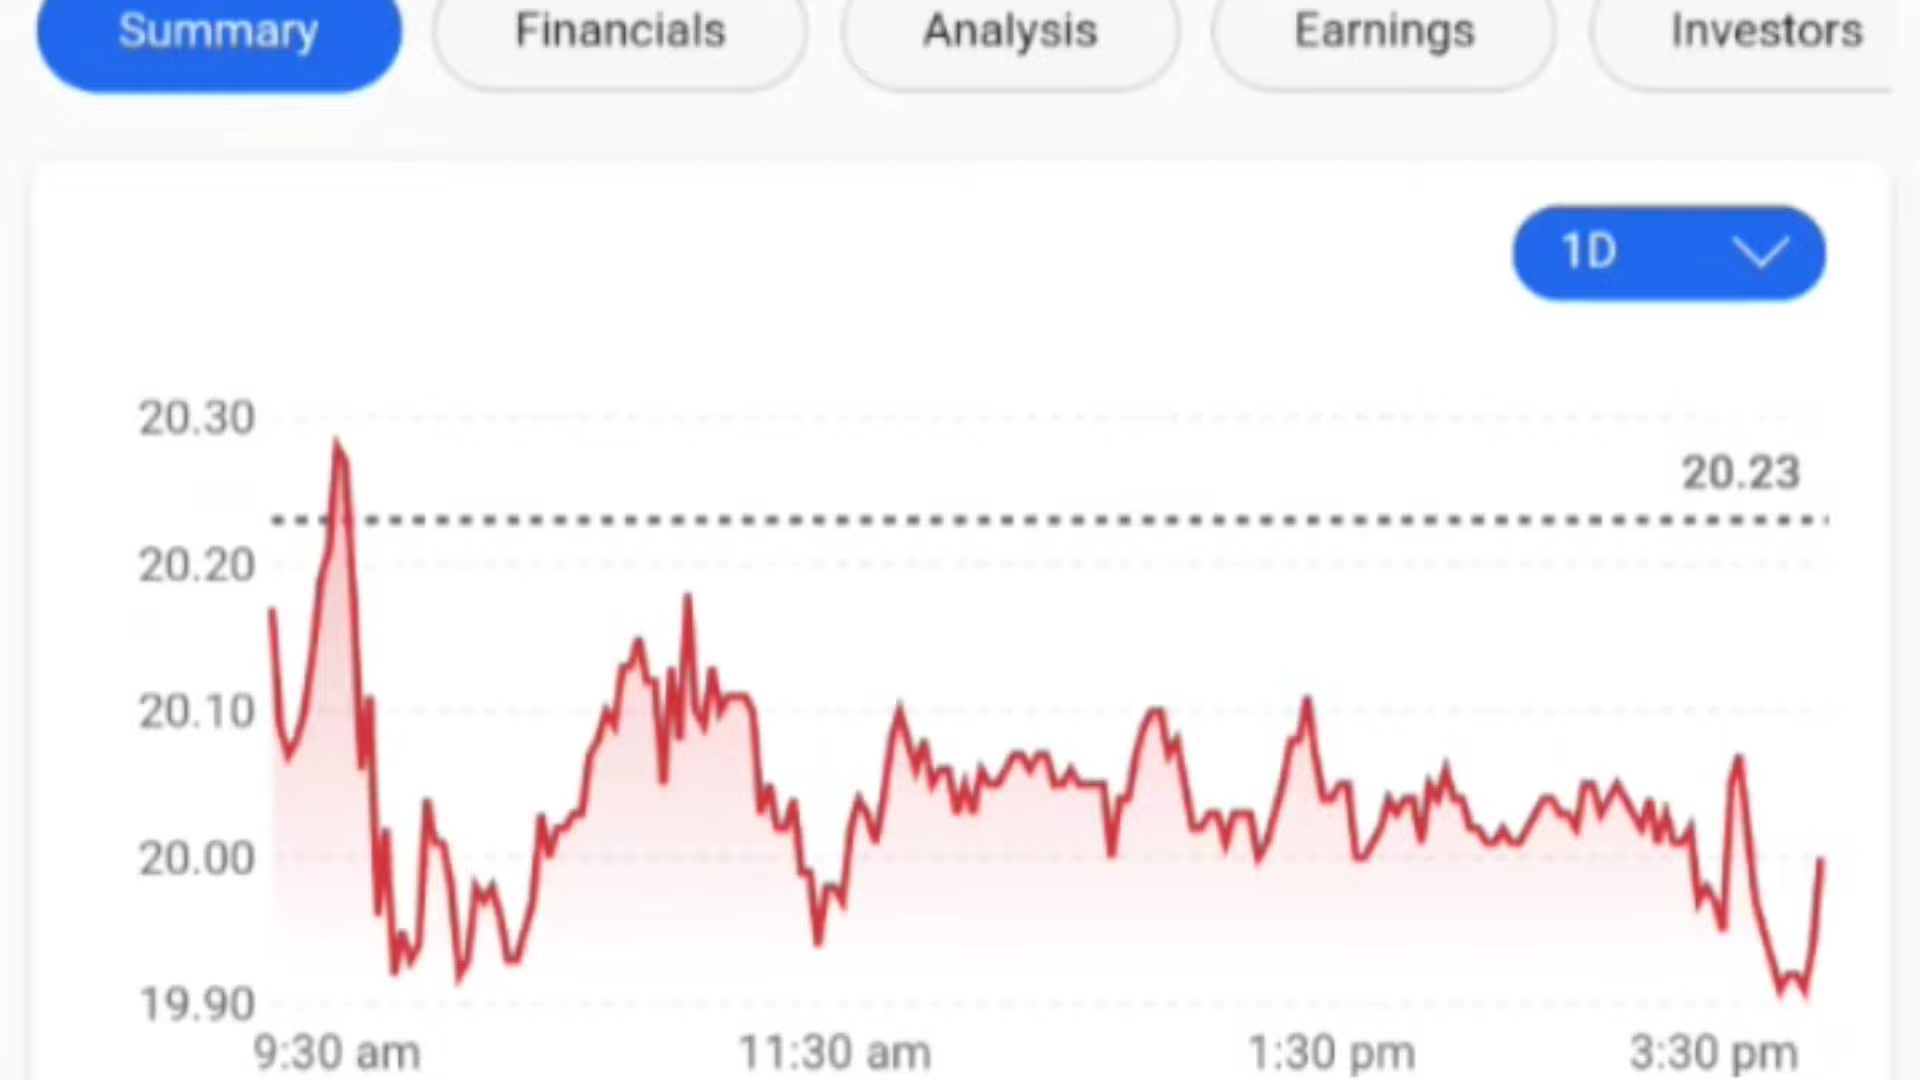 Summary Financials Analysis Earnings Investors
1D
20.30
20.23
20.20
20.10
20.00
19.90
9:30 am 11:30 am 1:30 pm 3:30 pm